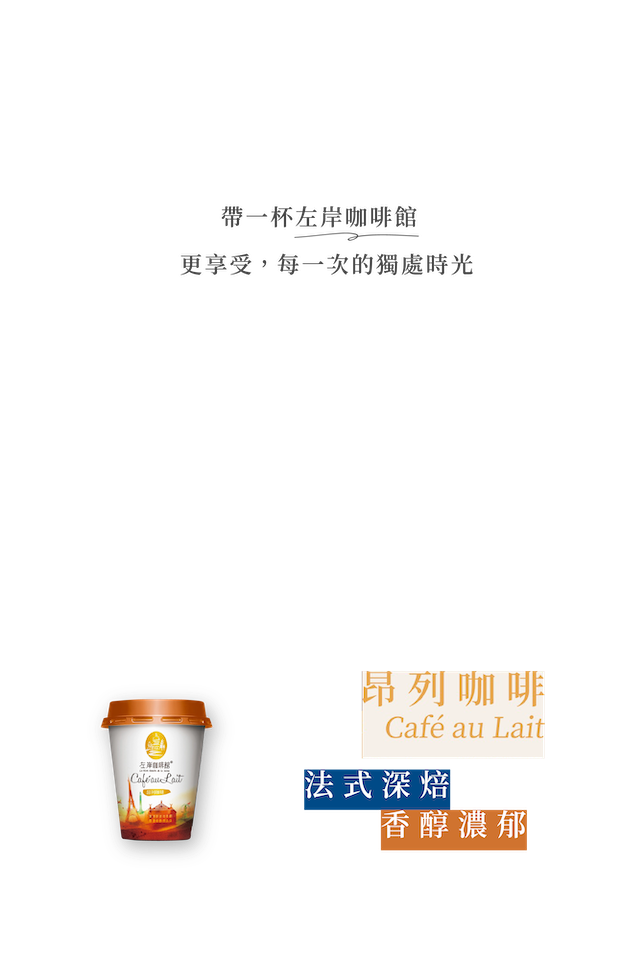 帶一杯左岸咖啡館
更享受，每一次的獨處時光
昂列咖啡
Café au Lait
法式深焙
香醇濃郁
左岸咖啡館
Café au Lait